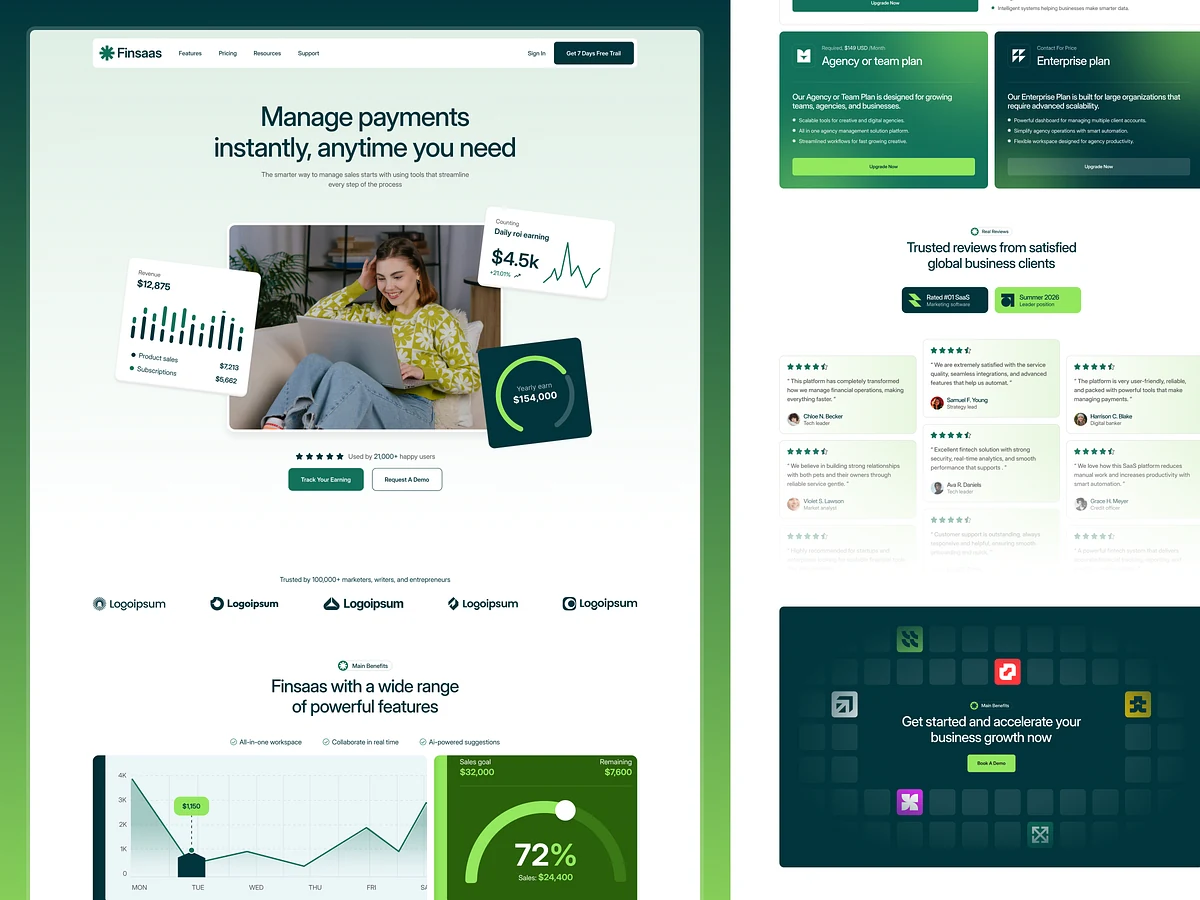 Finsaas
Features
Pricing
Resources
Support
Sign In
Get 7 Days Free Trail
Manage payments
instantly, anytime you need
The smarter way to manage sales starts with using tools that streamline
every step of the process
Revenue
$12,875
Product sales
$7,213
Subscriptions
$5,662
Counting
Daily roi earning
$4.5k
+21.01%
Yearly earn
$154,000
Used by 21,000+ happy users
Track Your Earning
Request A Demo
Trusted by 100,000+ marketers, writers, and entrepreneurs
Logoipsum
Logoipsum
Logoipsum
Logoipsum
Logoipsum
Main Benefits
Finsaas with a wide range
of powerful features
All-in-one workspace
Collaborate in real time
Ai-powered suggestions
4K
3K
2K
1K
0
$1,150
MON
TUE
WED
THU
FRI
SA
Sales goal
$32,000
Remaining
$7,600
72%
Sales: $24,400
Upgrade Now
Intelligent systems helping businesses make smarter data.
Required, $149 USD /Month
Agency or team plan
Our Agency or Team Plan is designed for growing
teams, agencies, and businesses.
Scalable tools for creative and digital agencies.
All in one agency management solution platform.
Streamlined workflows for fast growing creative.
Upgrade Now
Contact For Price
Enterprise plan
Our Enterprise Plan is built for large organizations that
require advanced scalability.
Powerful dashboard for managing multiple client accounts.
Simplify agency operations with smart automation.
Flexible workspace designed for agency productivity.
Upgrade Now
Real Reviews
Trusted reviews from satisfied
global business clients
Rated #01 SaaS
Marketing software
Summer 2026
Leader position
" This platform has completely transformed
how we manage financial operations, making
everything faster. "
Chloe N. Becker
Tech leader
" We believe in building strong relationships
with both pets and their owners through
reliable service gentle. "
Violet S. Lawson
Market analyst
" We are extremely satisfied with the service
quality, seamless integrations, and advanced
features that help us automat. "
Samuel F. Young
Strategy lead
" Excellent fintech solution with strong
security, real-time analytics, and smooth
performance that supports . "
Ava R. Daniels
Tech leader
" Customer support is outstanding, always
responsive and helpful, ensuring smooth
" The platform is very user-friendly, reliable,
and packed with powerful tools that make
managing payments. "
Harrison C. Blake
Digital banker
" We love how this SaaS platform reduces
manual work and increases productivity with
smart automation. "
Grace H. Meyer
Credit officer
" A powerful fintech system that delivers
Main Benefits
Get started and accelerate your
business growth now
Book A Demo